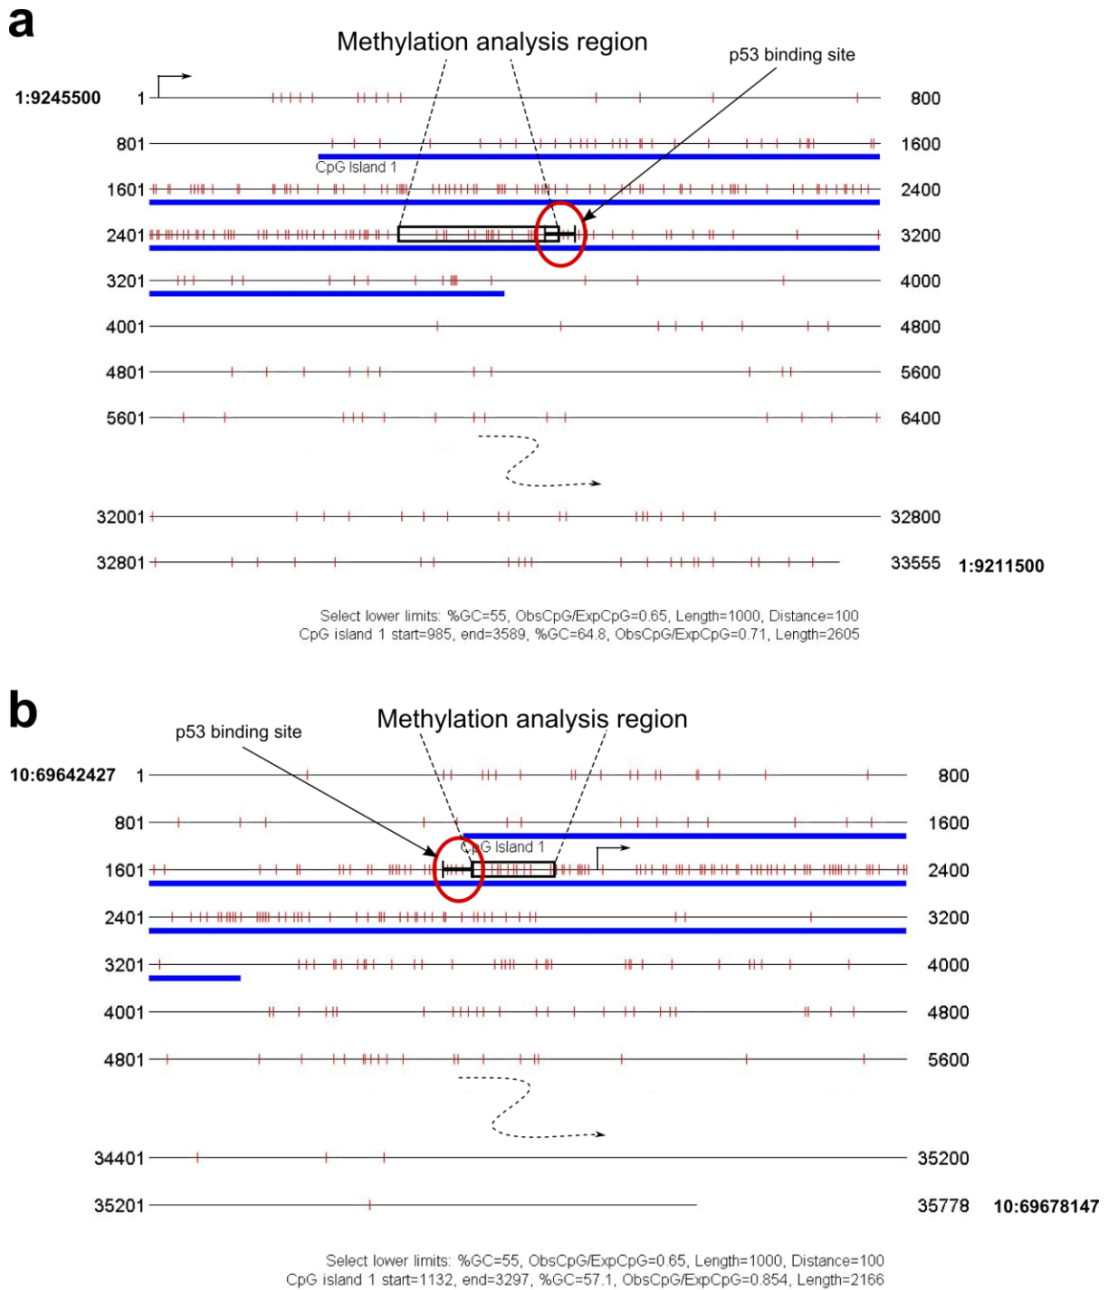 a
Methylation analysis region
p53 binding site
1:9245500 1 800
801 1600
CpG Island 1
1601 2400
2401 3200
3201 4000
4001 4800
4801 5600
5601 6400
32001 32800
32801 33555 1:9211500
Select lower limits: %GC=55, ObsCpG/ExpCpG=0.65, Length=1000, Distance=100
CpG island 1 start=985, end=3589, %GC=64.8, ObsCpG/ExpCpG=0.71, Length=2605
b
Methylation analysis region
p53 binding site
10:69642427 1 800
801 1600
CpG Island 1
1601 2400
2401 3200
3201 4000
4001 4800
4801 5600
34401 35200
35201 35778 10:69678147
Select lower limits: %GC=55, ObsCpG/ExpCpG=0.65, Length=1000, Distance=100
CpG island 1 start=1132, end=3297, %GC=57.1, ObsCpG/ExpCpG=0.854, Length=2166